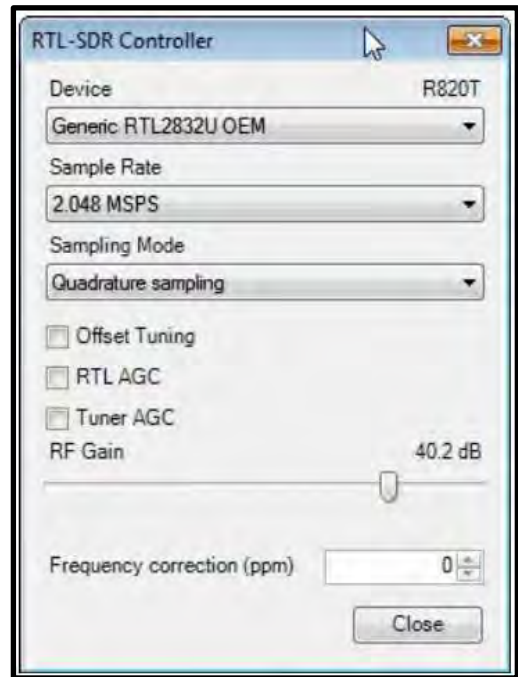 RTL-SDR Controller
Device R820T
Generic RTL2832U OEM
Sample Rate
2.048 MSPS
Sampling Mode
Quadrature sampling
Offset Tuning
RTL AGC
Tuner AGC
RF Gain 40.2 dB
Frequency correction (ppm) 0
Close